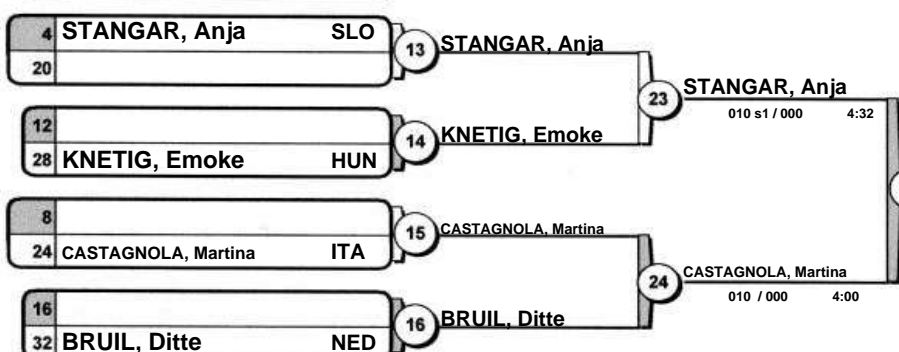 4 STANGAR, Anja SLO
20
13 STANGAR, Anja
12
28 KNETIG, Emoke HUN
14 KNETIG, Emoke
23 STANGAR, Anja
010 s1 / 000 4:32
8
24 CASTAGNOLA, Martina ITA
15 CASTAGNOLA, Martina
16
32 BRUIL, Ditte NED
16 BRUIL, Ditte
24 CASTAGNOLA, Martina
010 / 000 4:00